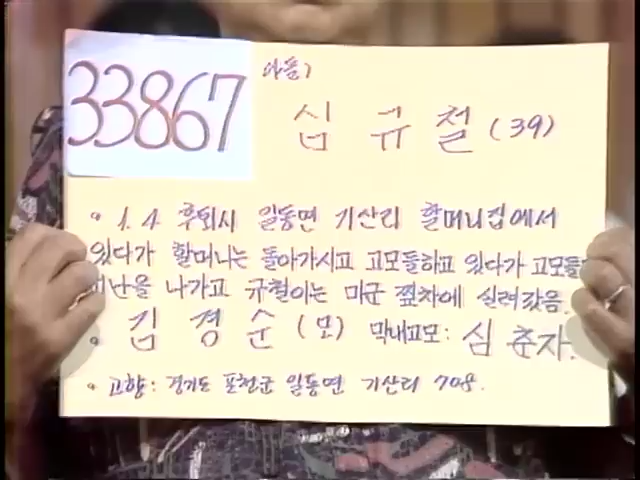 33867
아들
심규철 (39)
• 1.4 후퇴시 일동면 기산리 할머니집에서
있다가 할머니는 돌아가시고 고모들하고 있다가 고모들
피난을 나가고 규철이는 미군 찦차에 실려갔음.
• 김경순 (모) 막내고모: 심춘자.
• 고향: 경기도 포천군 일동면 기산리 708.